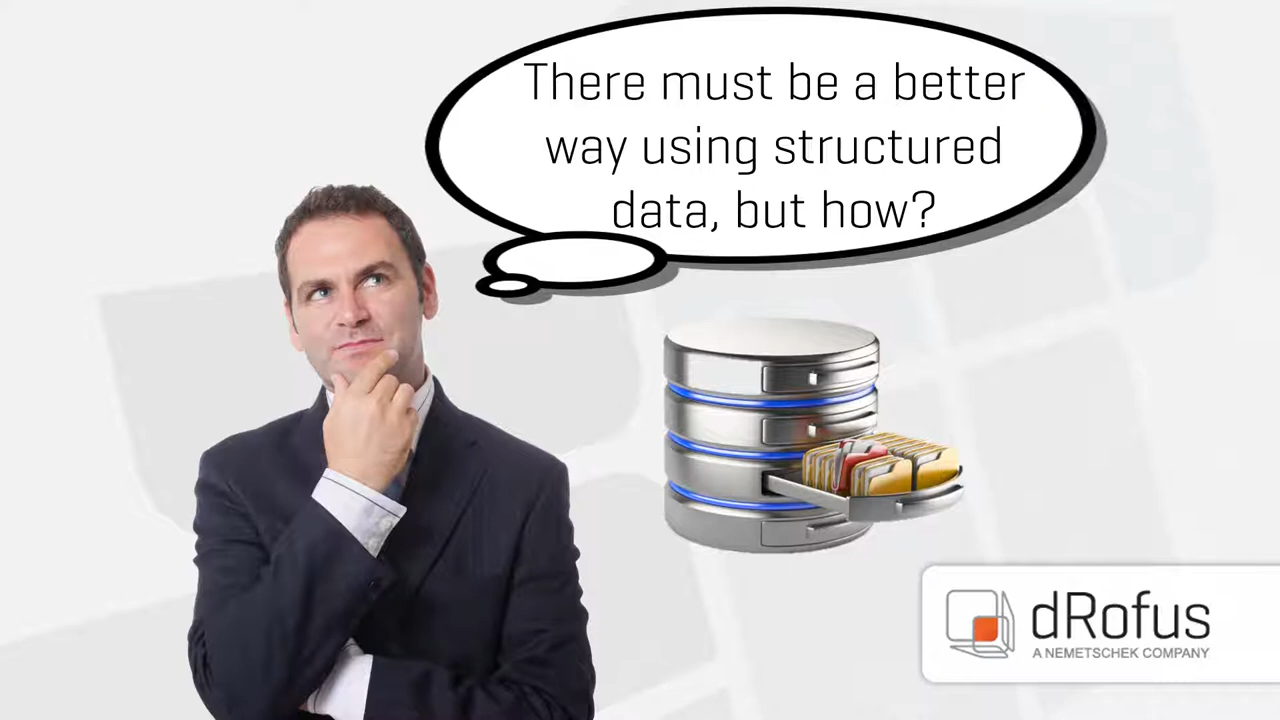 There must be a better
way using structured
data, but how?
dRofus
A NEMETSCHEK COMPANY